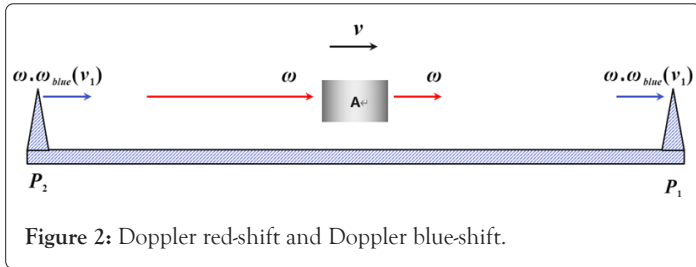 v
ω.ω_blue(v₁) ω ω ω.ω_blue(v₁)
A↵
P₂ P₁
Figure 2: Doppler red-shift and Doppler blue-shift.